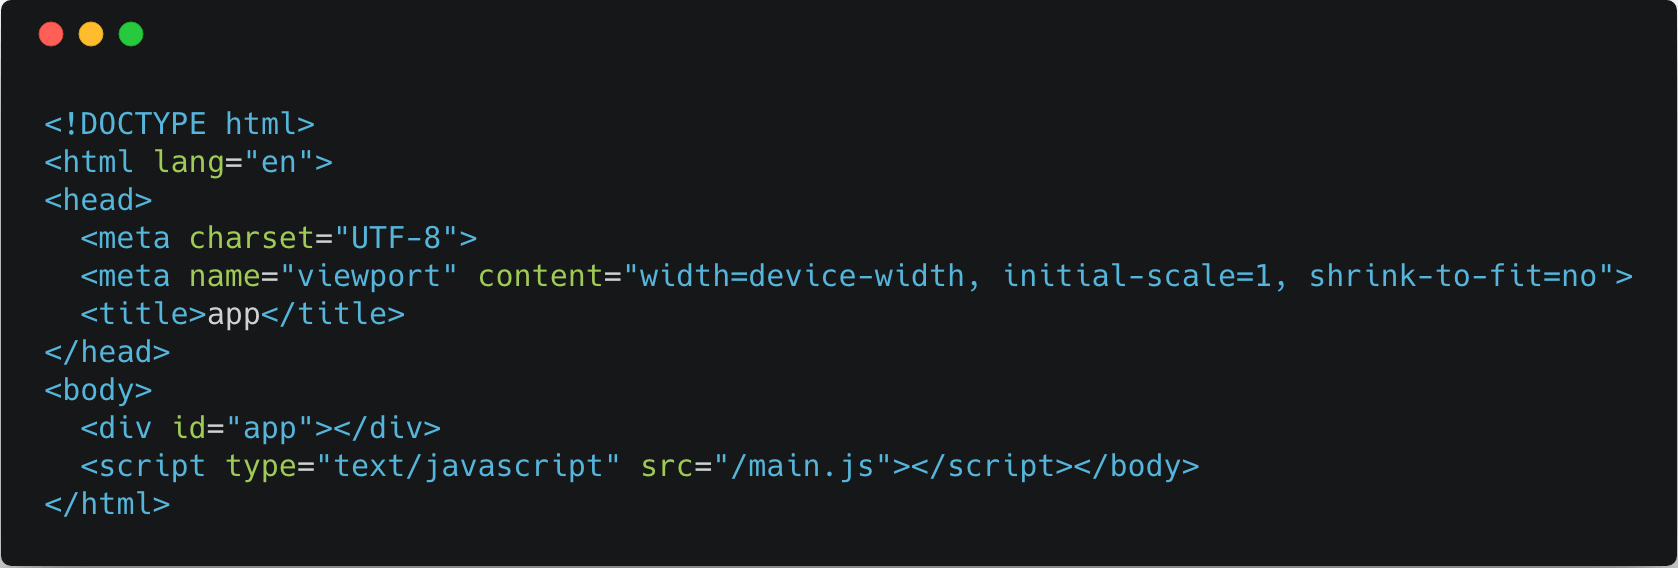 <!DOCTYPE html>
<html lang="en">
<head>
  <meta charset="UTF-8">
  <meta name="viewport" content="width=device-width, initial-scale=1, shrink-to-fit=no">
  <title>app</title>
</head>
<body>
  <div id="app"></div>
  <script type="text/javascript" src="/main.js"></script></body>
</html>